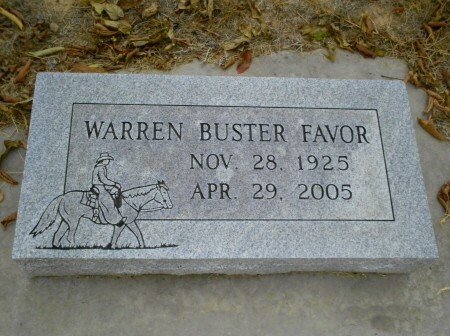 WARREN BUSTER FAVOR
NOV. 28, 1925
APR. 29, 2005